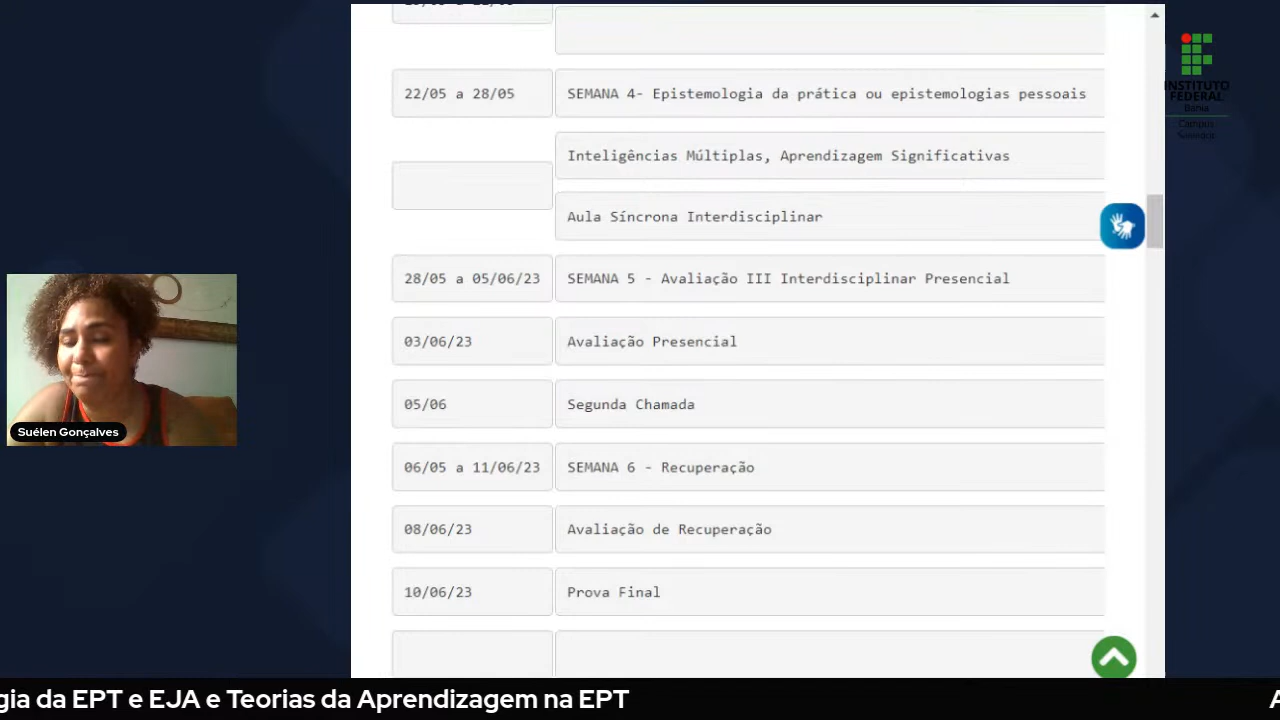 22/05 a 28/05
SEMANA 4- Epistemologia da prática ou epistemologias pessoais
Inteligências Múltiplas, Aprendizagem Significativas
Aula Síncrona Interdisciplinar
28/05 a 05/06/23
SEMANA 5 - Avaliação III Interdisciplinar Presencial
03/06/23
Avaliação Presencial
05/06
Segunda Chamada
06/05 a 11/06/23
SEMANA 6 - Recuperação
08/06/23
Avaliação de Recuperação
10/06/23
Prova Final
INSTITUTO
FEDERAL
Bahia
Campus
Salvador
Suélen Gonçalves
gia da EPT e EJA e Teorias da Aprendizagem na EPT
A